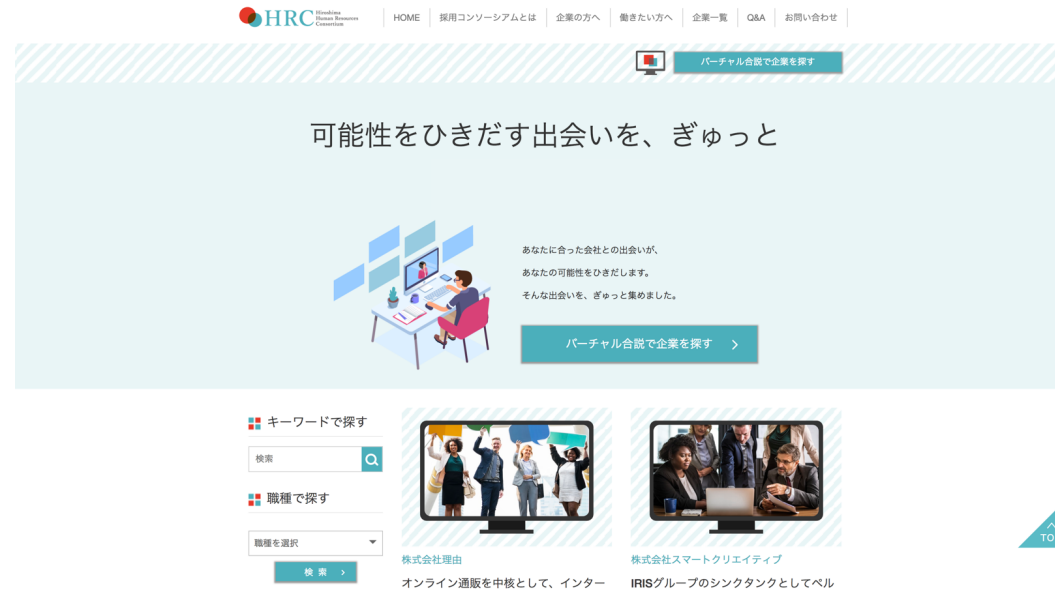 HRC Hiroshima Human Resources Consortium
HOME 採用コンソーシアムとは 企業の方へ 働きたい方へ 企業一覧 Q&A お問い合わせ
バーチャル合説で企業を探す
可能性をひきだす出会いを、ぎゅっと
あなたに合った会社との出会いが、
あなたの可能性をひきだします。
そんな出会いを、ぎゅっと集めました。
バーチャル合説で企業を探す
キーワードで探す
検索
職種で探す
職種を選択
検索
株式会社理由
オンライン通販を中核として、インター
株式会社スマートクリエイティブ
IRISグループのシンクタンクとしてペル
TO